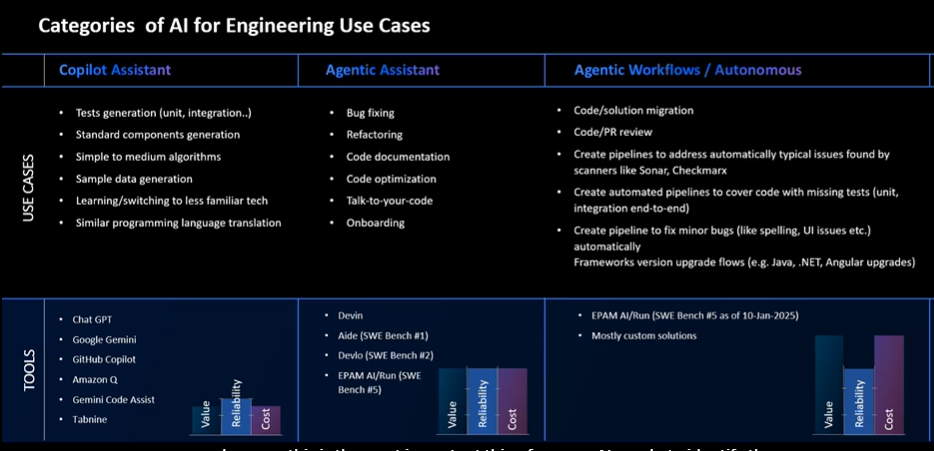 Categories of AI for Engineering Use Cases
Copilot Assistant
Agentic Assistant
Agentic Workflows / Autonomous
USE CASES
• Tests generation (unit, integration..)
• Standard components generation
• Simple to medium algorithms
• Sample data generation
• Learning/switching to less familiar tech
• Similar programming language translation
• Bug fixing
• Refactoring
• Code documentation
• Code optimization
• Talk-to-your-code
• Onboarding
• Code/solution migration
• Code/PR review
• Create pipelines to address automatically typical issues found by
scanners like Sonar, Checkmarx
• Create automated pipelines to cover code with missing tests (unit,
integration end-to-end)
• Create pipeline to fix minor bugs (like spelling, UI issues etc.)
automatically
Frameworks version upgrade flows (e.g. Java, .NET, Angular upgrades)
TOOLS
• Chat GPT
• Google Gemini
• GitHub Copilot
• Amazon Q
• Gemini Code Assist
• Tabnine
Value
Reliability
Cost
• Devin
• Aide (SWE Bench #1)
• Devlo (SWE Bench #2)
• EPAM AI/Run (SWE
Bench #5)
Value
Reliability
Cost
• EPAM AI/Run (SWE Bench #5 as of 10-Jan-2025)
• Mostly custom solutions
Value
Reliability
Cost